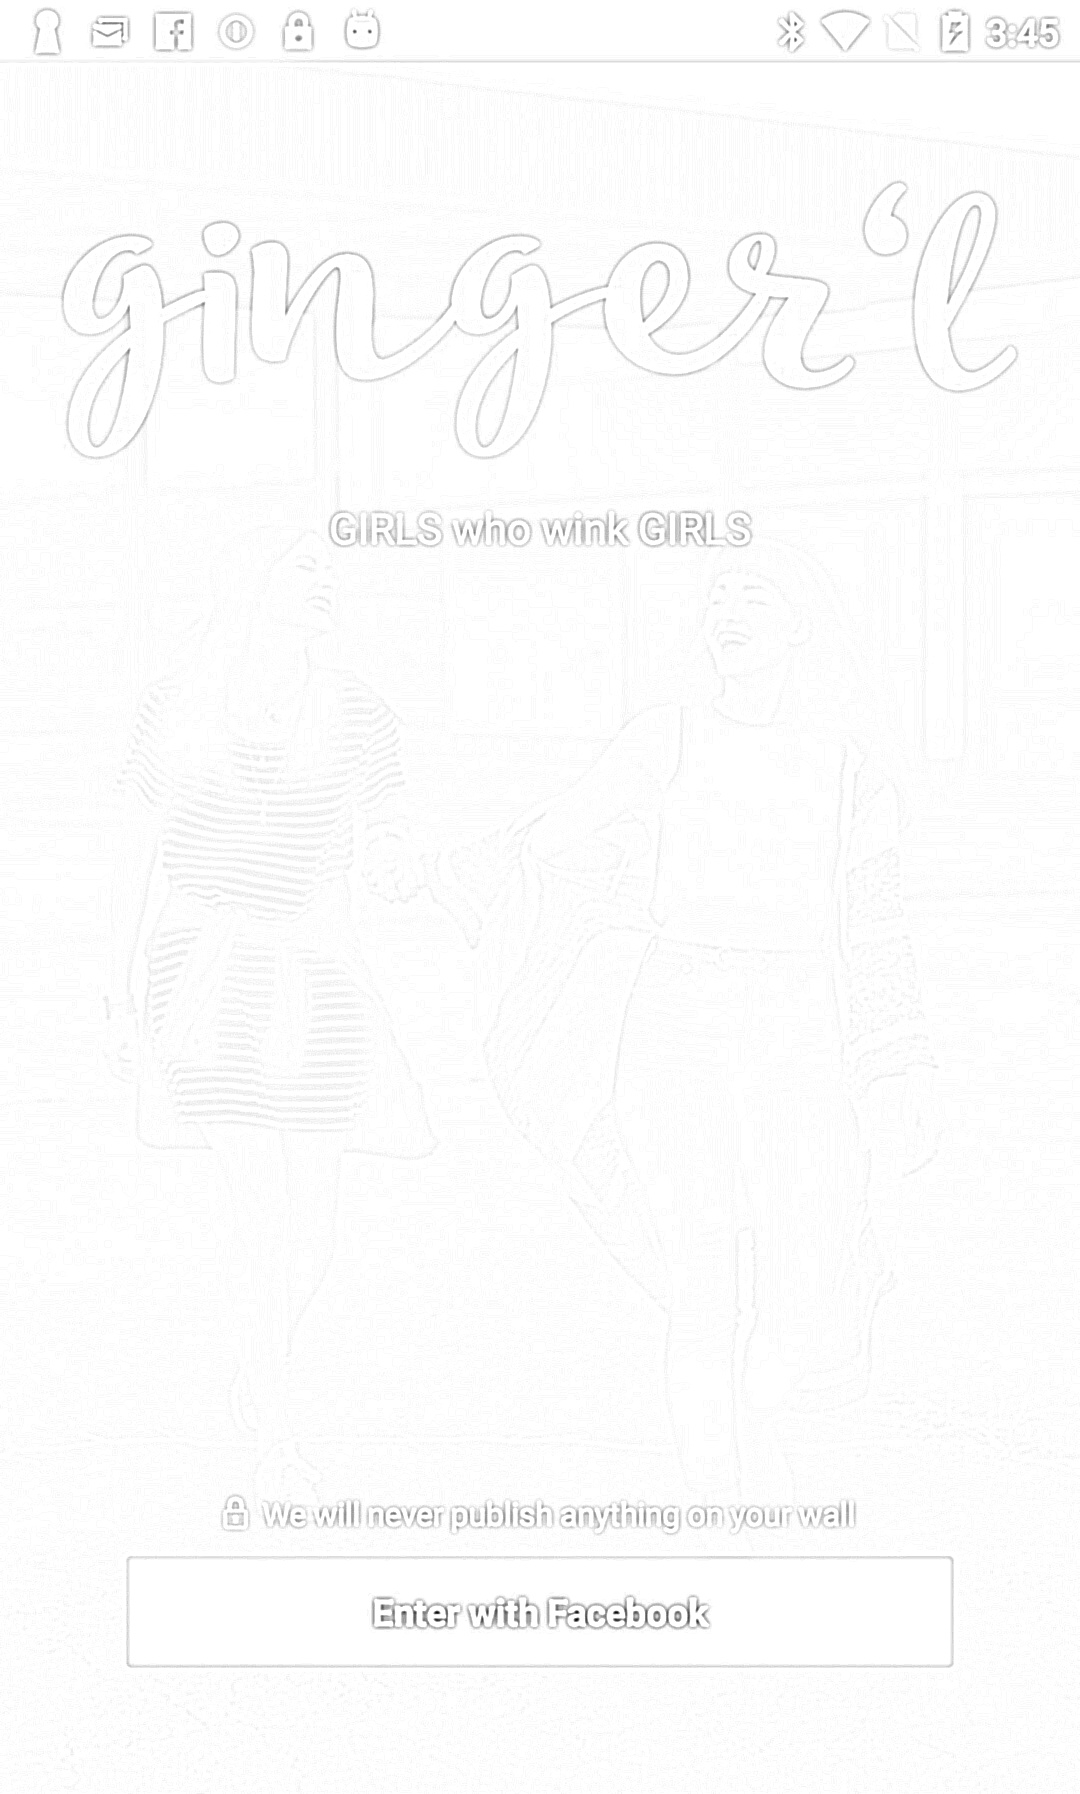 3:45
ginger‘l
GIRLS who wink GIRLS
We will never publish anything on your wall
Enter with Facebook